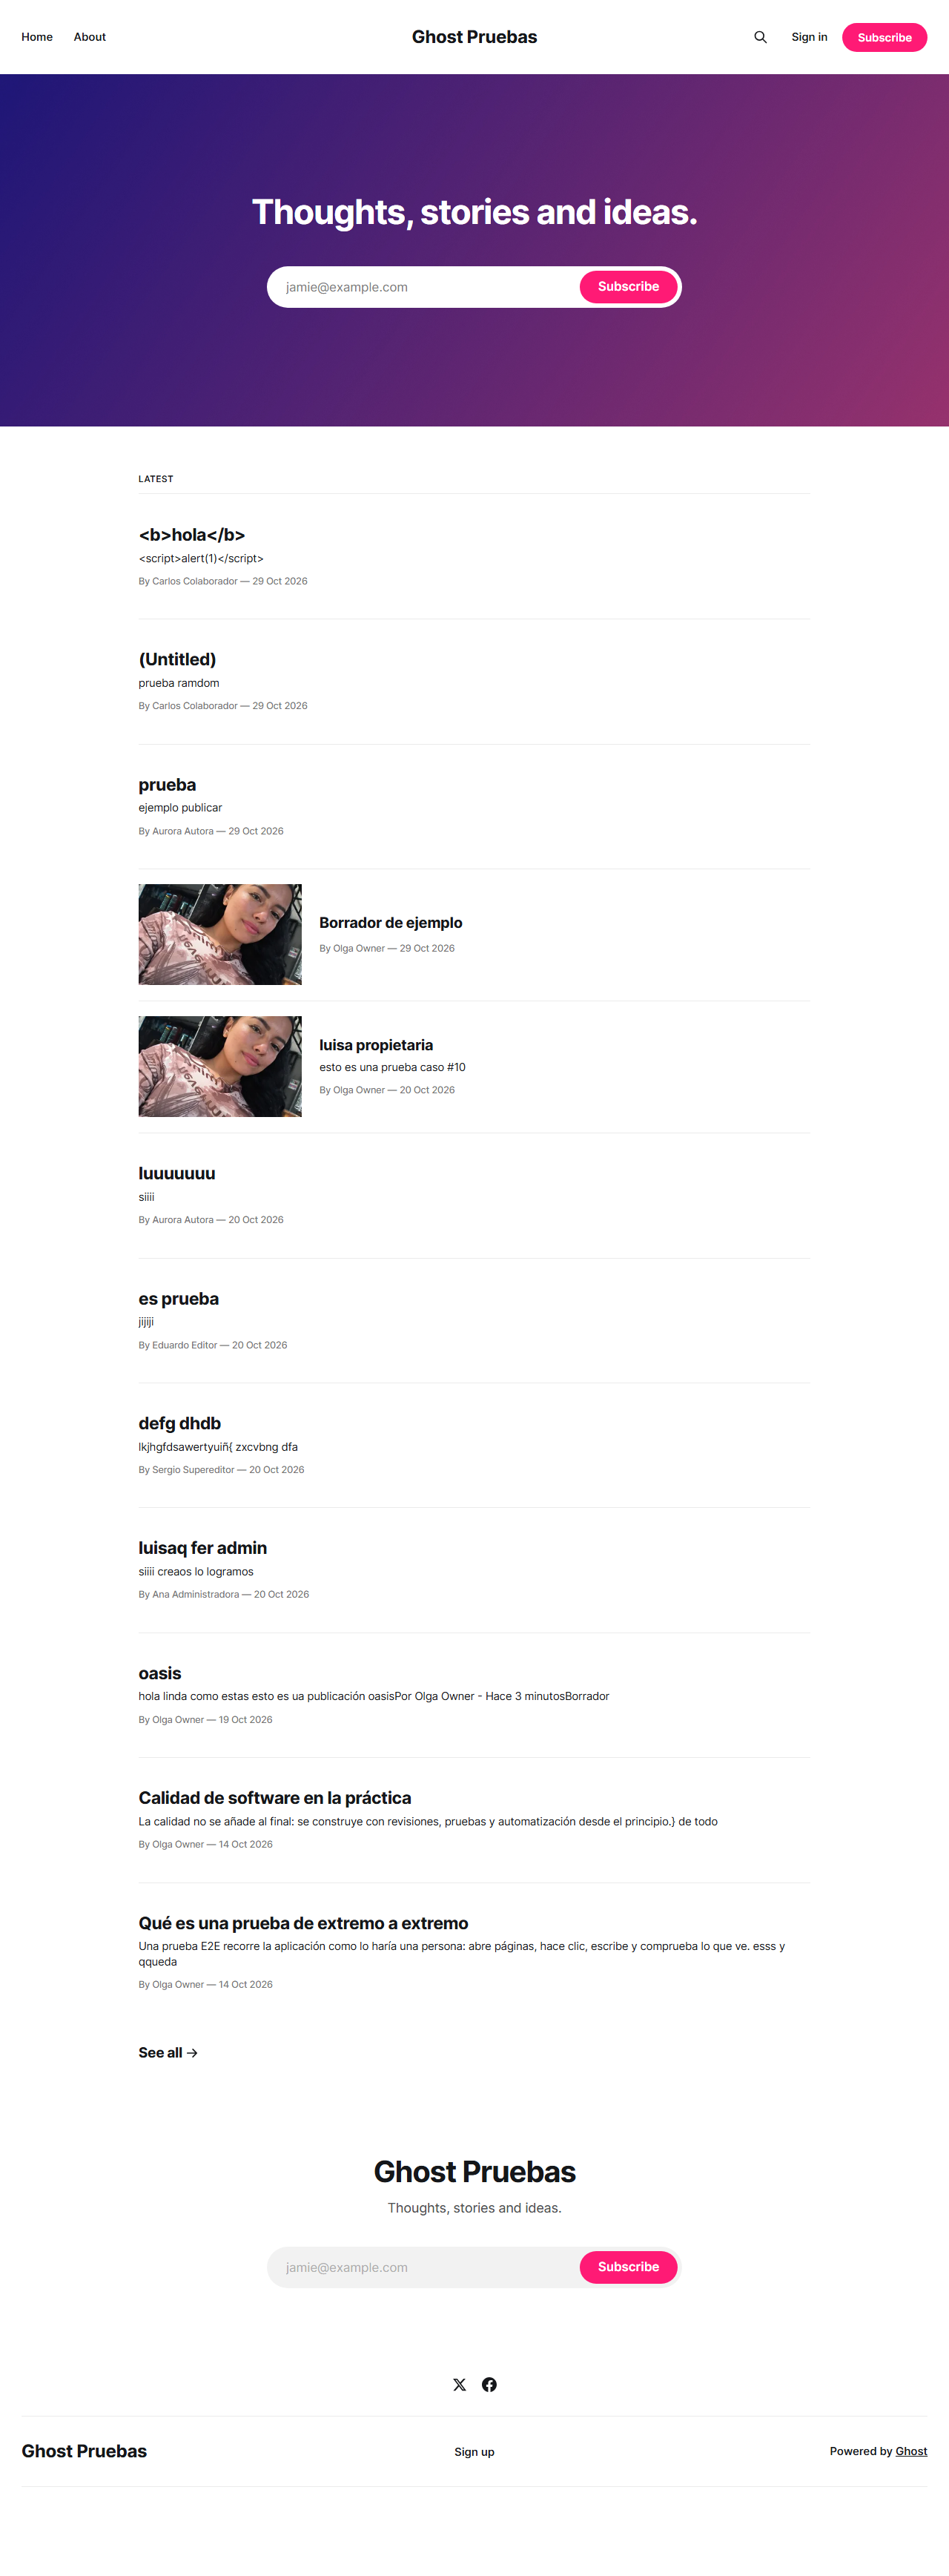 Home About Ghost Pruebas Sign in Subscribe
Thoughts, stories and ideas.
jamie@example.com Subscribe
LATEST
<b>hola</b>
<script>alert(1)</script>
By Carlos Colaborador — 29 Oct 2026
(Untitled)
prueba ramdom
By Carlos Colaborador — 29 Oct 2026
prueba
ejemplo publicar
By Aurora Autora — 29 Oct 2026
Borrador de ejemplo
By Olga Owner — 29 Oct 2026
luisa propietaria
esto es una prueba caso #10
By Olga Owner — 20 Oct 2026
luuuuuuu
siiii
By Aurora Autora — 20 Oct 2026
es prueba
jijiji
By Eduardo Editor — 20 Oct 2026
defg dhdb
lkjhgfdsawertyuiñ{ zxcvbng dfa
By Sergio Supereditor — 20 Oct 2026
luisaq fer admin
siiii creaos lo logramos
By Ana Administradora — 20 Oct 2026
oasis
hola linda como estas esto es ua publicación oasisPor Olga Owner - Hace 3 minutosBorrador
By Olga Owner — 19 Oct 2026
Calidad de software en la práctica
La calidad no se añade al final: se construye con revisiones, pruebas y automatización desde el principio.} de todo
By Olga Owner — 14 Oct 2026
Qué es una prueba de extremo a extremo
Una prueba E2E recorre la aplicación como lo haría una persona: abre páginas, hace clic, escribe y comprueba lo que ve. esss y
qqueda
By Olga Owner — 14 Oct 2026
See all →
Ghost Pruebas
Thoughts, stories and ideas.
jamie@example.com Subscribe
Ghost Pruebas Sign up Powered by Ghost